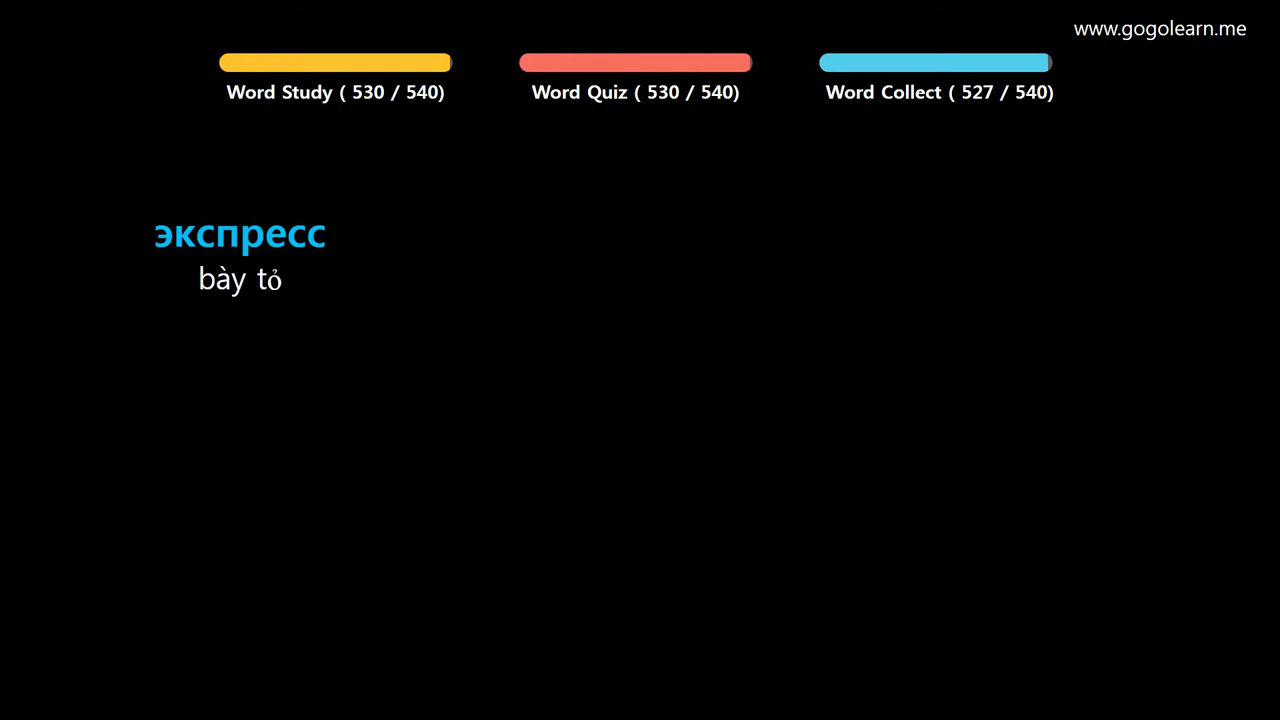 www.gogolearn.me
Word Study ( 530 / 540)
Word Quiz ( 530 / 540)
Word Collect ( 527 / 540)
экспресс
bày tỏ